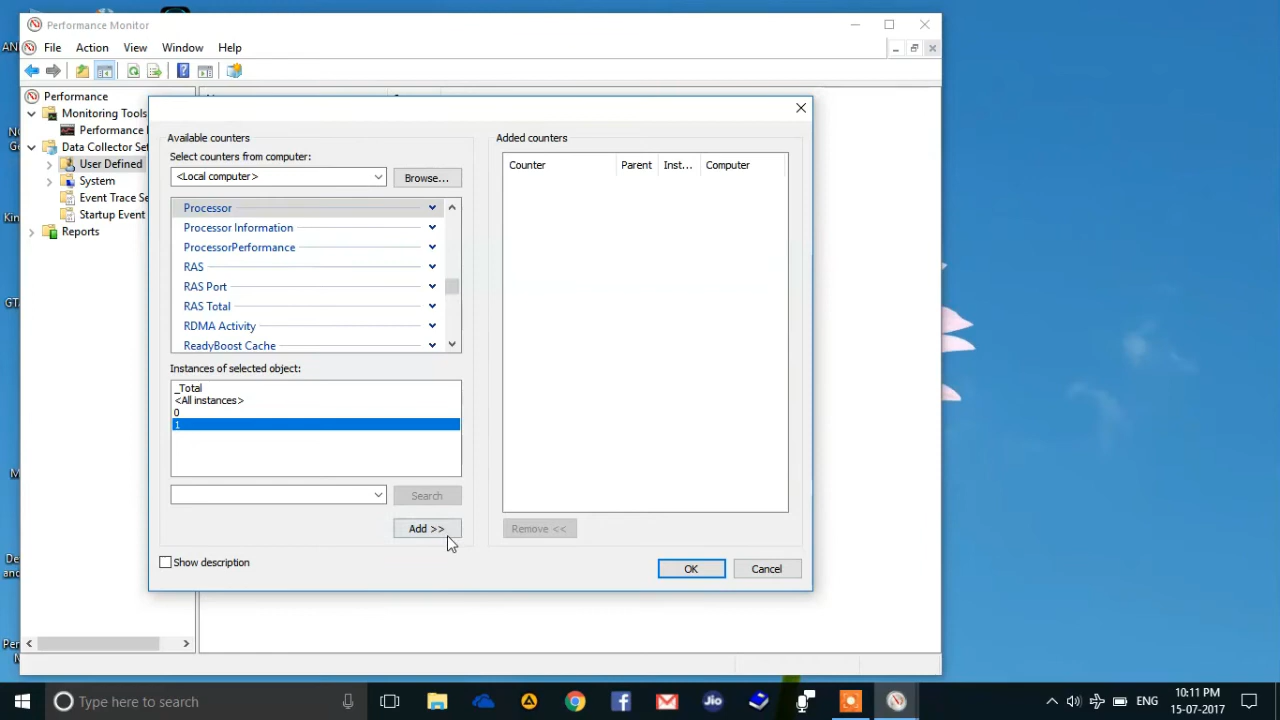 AN
Performance Monitor
File Action View Window Help
Performance
Monitoring Tools
Performance
Data Collector Se
User Defined
System
Event Trace Se
Startup Event
Reports
Available counters
Select counters from computer:
<Local computer>
Browse...
Processor
Processor Information
ProcessorPerformance
RAS
RAS Port
RAS Total
RDMA Activity
ReadyBoost Cache
Instances of selected object:
_Total
<All instances>
0
1
Search
Add >>
Show description
Added counters
Counter Parent Inst... Computer
Remove <<
OK Cancel
Type here to search
Jio
ENG
10:11 PM
15-07-2017